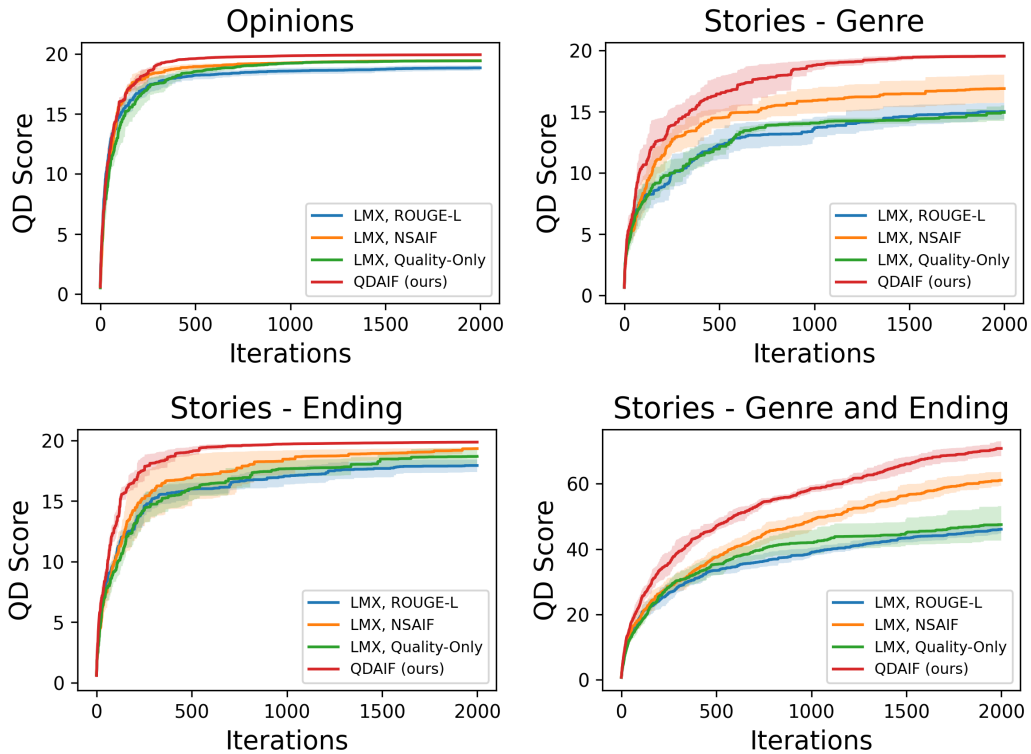 Opinions
QD Score
20
15
10
5
0
LMX, ROUGE-L
LMX, NSAIF
LMX, Quality-Only
QDAIF (ours)
0 500 1000 1500 2000
Iterations
Stories - Genre
QD Score
20
15
10
5
0
LMX, ROUGE-L
LMX, NSAIF
LMX, Quality-Only
QDAIF (ours)
0 500 1000 1500 2000
Iterations
Stories - Ending
QD Score
20
15
10
5
0
LMX, ROUGE-L
LMX, NSAIF
LMX, Quality-Only
QDAIF (ours)
0 500 1000 1500 2000
Iterations
Stories - Genre and Ending
QD Score
60
40
20
0
LMX, ROUGE-L
LMX, NSAIF
LMX, Quality-Only
QDAIF (ours)
0 500 1000 1500 2000
Iterations